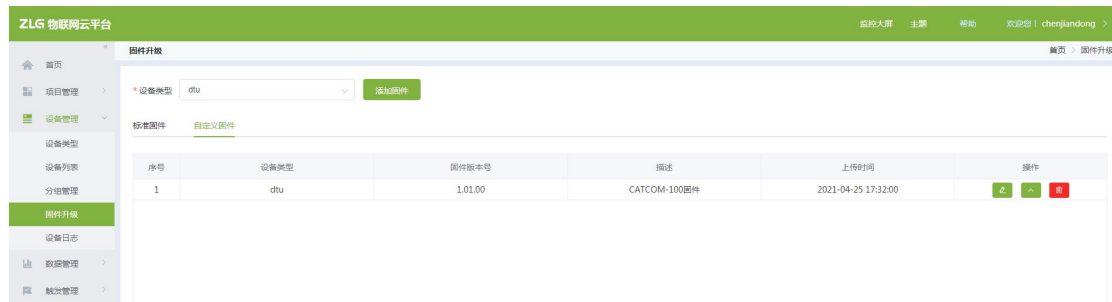 ZLG 物联网云平台
监控大屏 主题 帮助 欢迎您！chenjiandong >
固件升级
首页 > 固件升级
首页
项目管理
设备管理
设备类型
设备列表
分组管理
固件升级
设备日志
数据管理
触发管理
* 设备类型 dtu 添加固件
标准固件 自定义固件
序号 设备类型 固件版本号 描述 上传时间 操作
1 dtu 1.01.00 CATCOM-100固件 2021-04-25 17:32:00